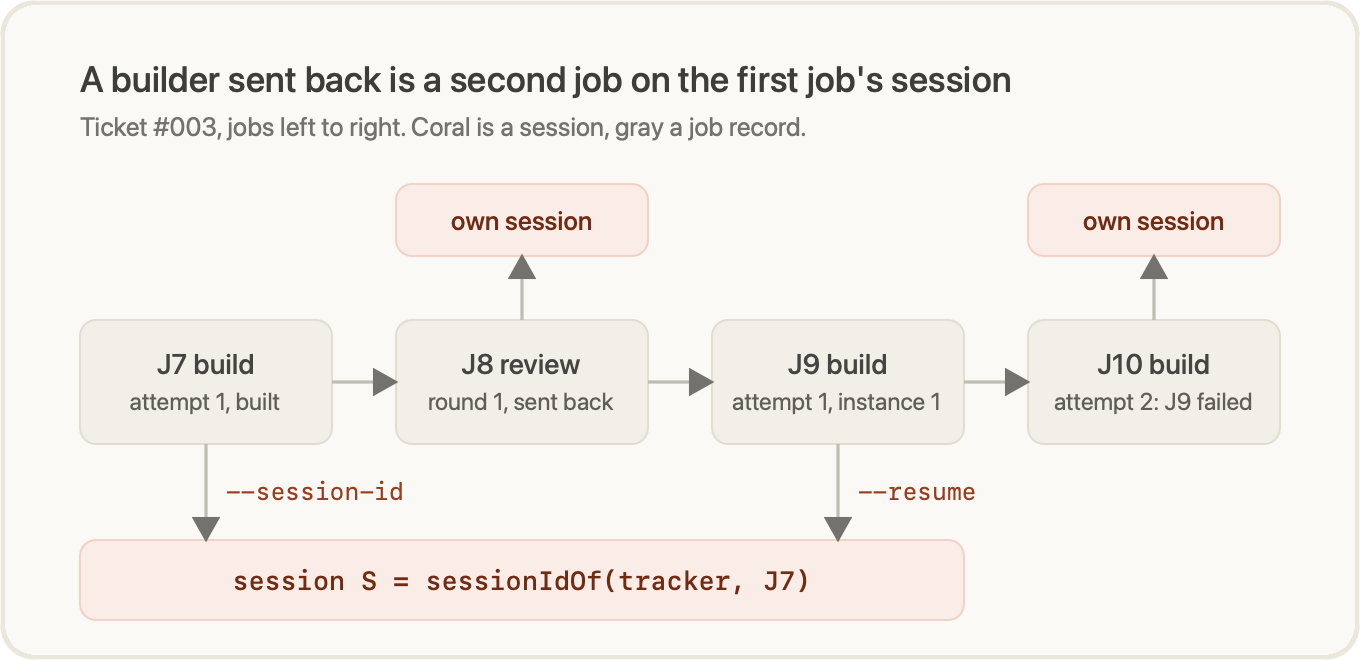 A builder sent back is a second job on the first job's session
Ticket #003, jobs left to right. Coral is a session, gray a job record.
own session
own session
J7 build
attempt 1, built
J8 review
round 1, sent back
J9 build
attempt 1, instance 1
J10 build
attempt 2: J9 failed
--session-id
--resume
session S = sessionIdOf(tracker, J7)